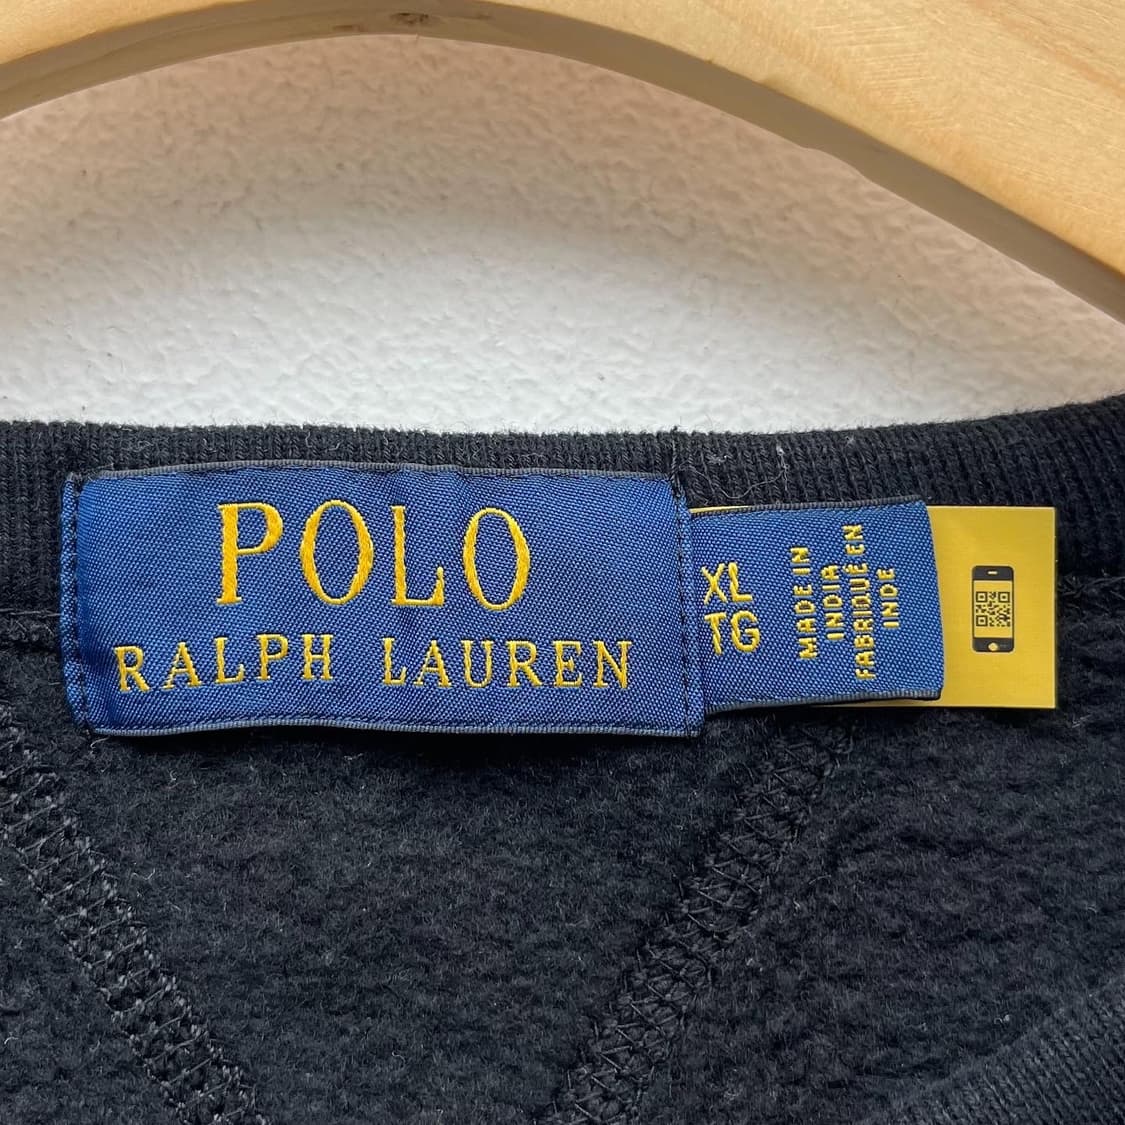 POLO
RALPH LAUREN
XL
TG
MADE IN
INDIA
FABRIQUÉ EN
INDE